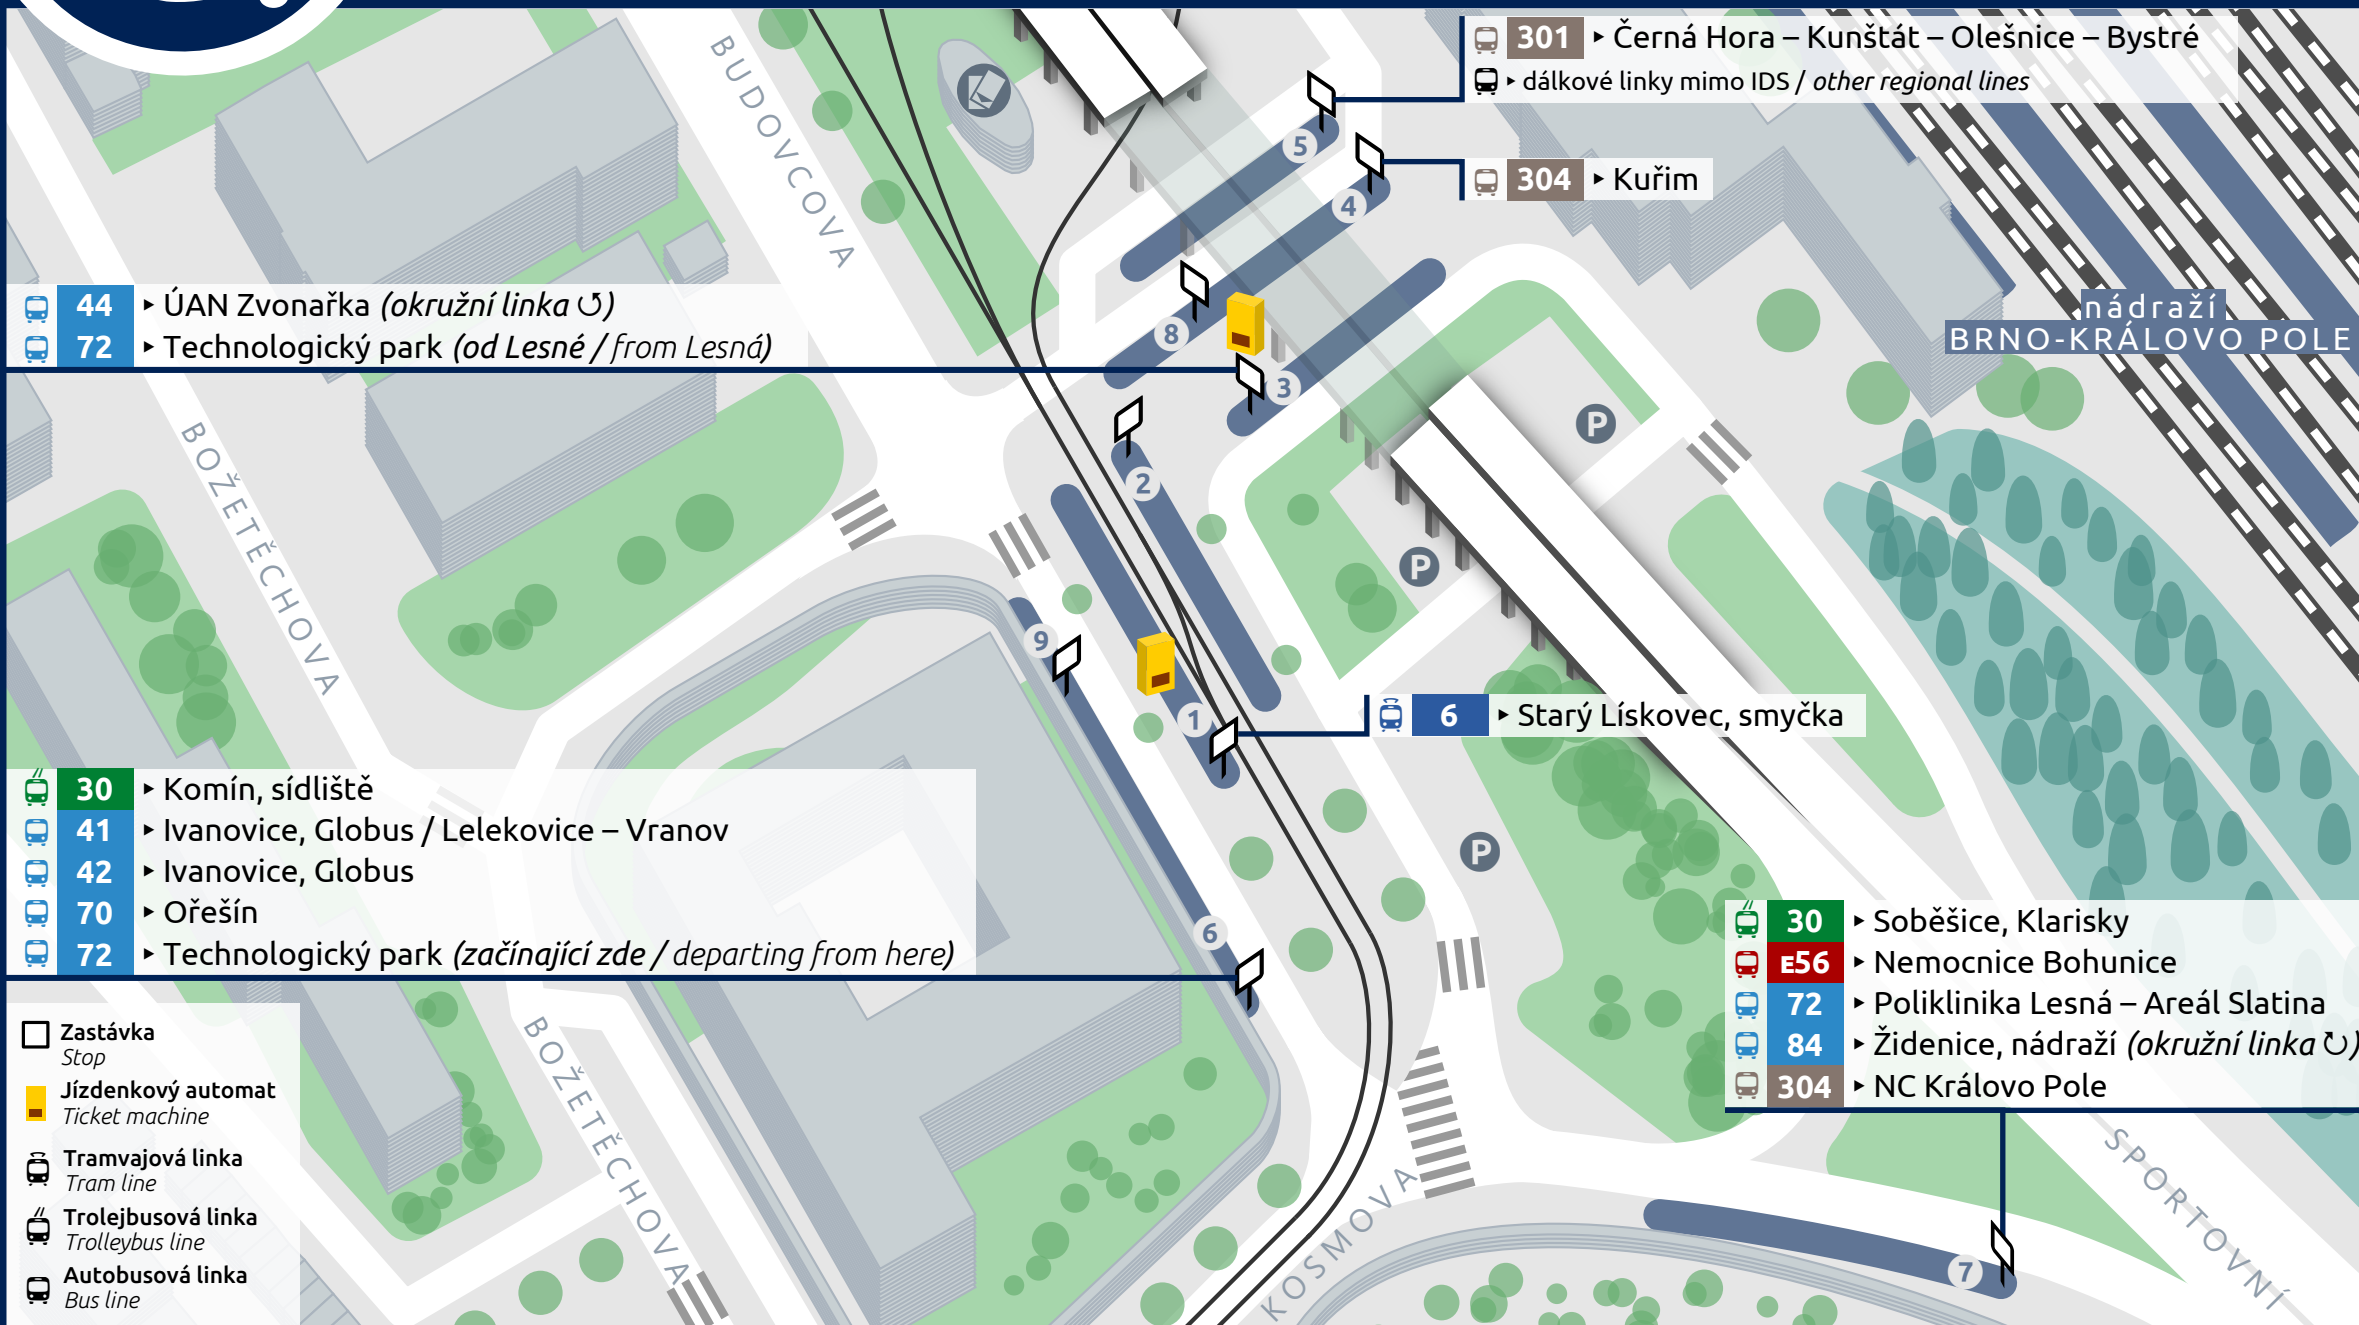 301 ▸ Černá Hora – Kunštát – Olešnice – Bystré
▸ dálkové linky mimo IDS / other regional lines
304 ▸ Kuřim
BUDOVCOVA
5
4
44 ▸ ÚAN Zvonařka (okružní linka ↺)
72 ▸ Technologický park (od Lesné / from Lesná)
8
3
nádraží
BRNO-KRÁLOVO POLE
P
BOŽETĚCHOVA
2
P
9
1
6 ▸ Starý Lískovec, smyčka
30 ▸ Komín, sídliště
41 ▸ Ivanovice, Globus / Lelekovice – Vranov
42 ▸ Ivanovice, Globus
70 ▸ Ořešín
72 ▸ Technologický park (začínající zde / departing from here)
P
6
30 ▸ Soběšice, Klarisky
E56 ▸ Nemocnice Bohunice
72 ▸ Poliklinika Lesná – Areál Slatina
84 ▸ Židenice, nádraží (okružní linka ↻)
304 ▸ NC Královo Pole
Zastávka
Stop
Jízdenkový automat
Ticket machine
Tramvajová linka
Tram line
Trolejbusová linka
Trolleybus line
Autobusová linka
Bus line
BOŽETĚCHOVA
KOSMOVA
SPORTOVNÍ
7